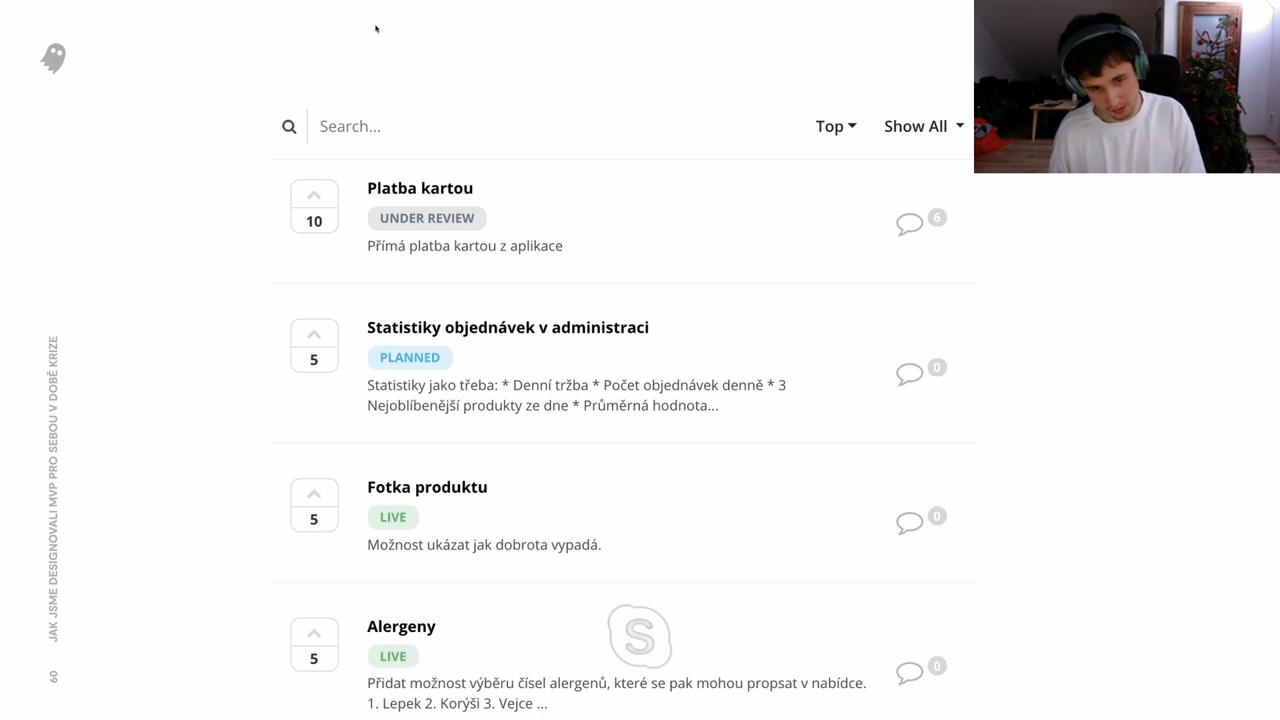 Search...
Top
Show All
Platba kartou
10
UNDER REVIEW
6
Přímá platba kartou z aplikace
Statistiky objednávek v administraci
5
PLANNED
0
Statistiky jako třeba: * Denní tržba * Počet objednávek denně * 3
Nejoblíbenější produkty ze dne * Průměrná hodnota...
Fotka produktu
5
LIVE
0
Možnost ukázat jak dobrota vypadá.
Alergeny
5
LIVE
0
Přidat možnost výběru čísel alergenů, které se pak mohou propsat v nabídce.
1. Lepek 2. Korýši 3. Vejce ...
S
JAK JSME DESIGNOVALI MVP PRO SEBOU V DOBĚ KRIZE
60